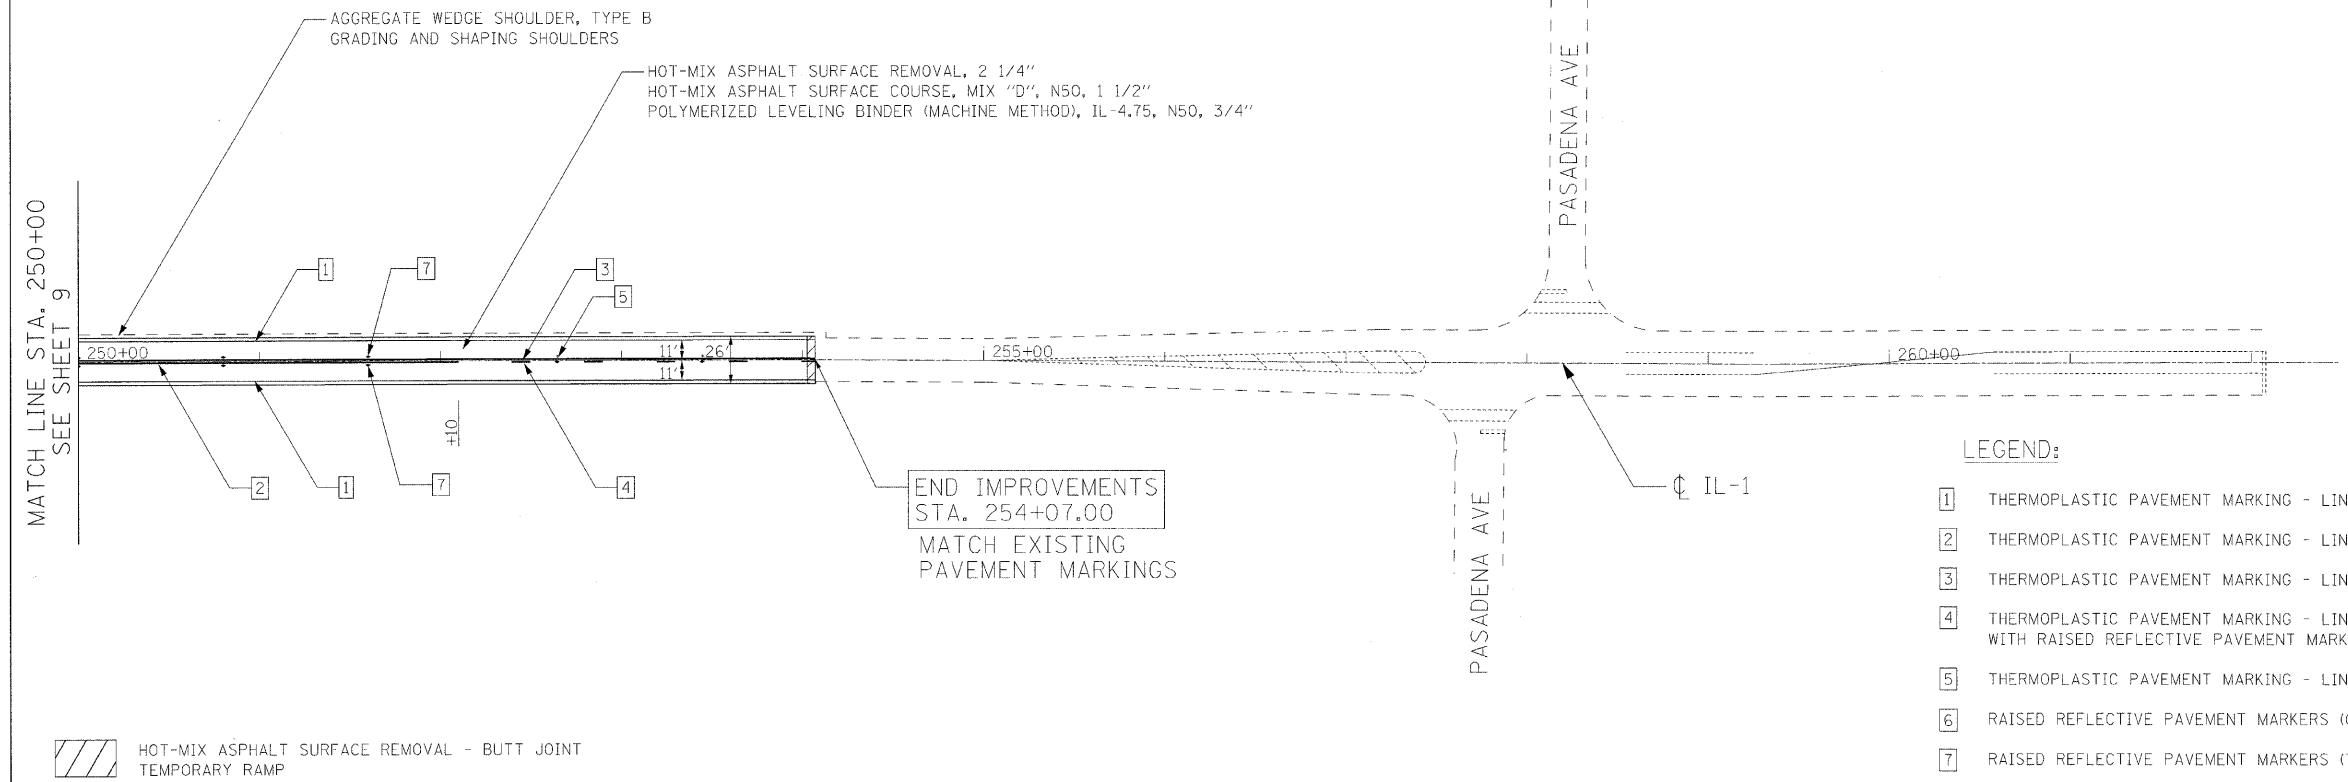 AGGREGATE WEDGE SHOULDER, TYPE B
GRADING AND SHAPING SHOULDERS
HOT-MIX ASPHALT SURFACE REMOVAL, 2 1/4"
HOT-MIX ASPHALT SURFACE COURSE, MIX "D", N50, 1 1/2"
POLYMERIZED LEVELING BINDER (MACHINE METHOD), IL-4.75, N50, 3/4"
PASADENA AVE
MATCH LINE STA. 250+00
SEE SHEET 9
1
7
3
5
250+00
11'
26'
11'
255+00
260+00
+10
2
1
7
4
END IMPROVEMENTS
STA. 254+07.00
MATCH EXISTING
PAVEMENT MARKINGS
PASADENA AVE
℄ IL-1
LEGEND:
1 THERMOPLASTIC PAVEMENT MARKING - LIN
2 THERMOPLASTIC PAVEMENT MARKING - LIN
3 THERMOPLASTIC PAVEMENT MARKING - LIN
4 THERMOPLASTIC PAVEMENT MARKING - LIN
WITH RAISED REFLECTIVE PAVEMENT MARK
5 THERMOPLASTIC PAVEMENT MARKING - LIN
6 RAISED REFLECTIVE PAVEMENT MARKERS (
7 RAISED REFLECTIVE PAVEMENT MARKERS (
HOT-MIX ASPHALT SURFACE REMOVAL - BUTT JOINT
TEMPORARY RAMP